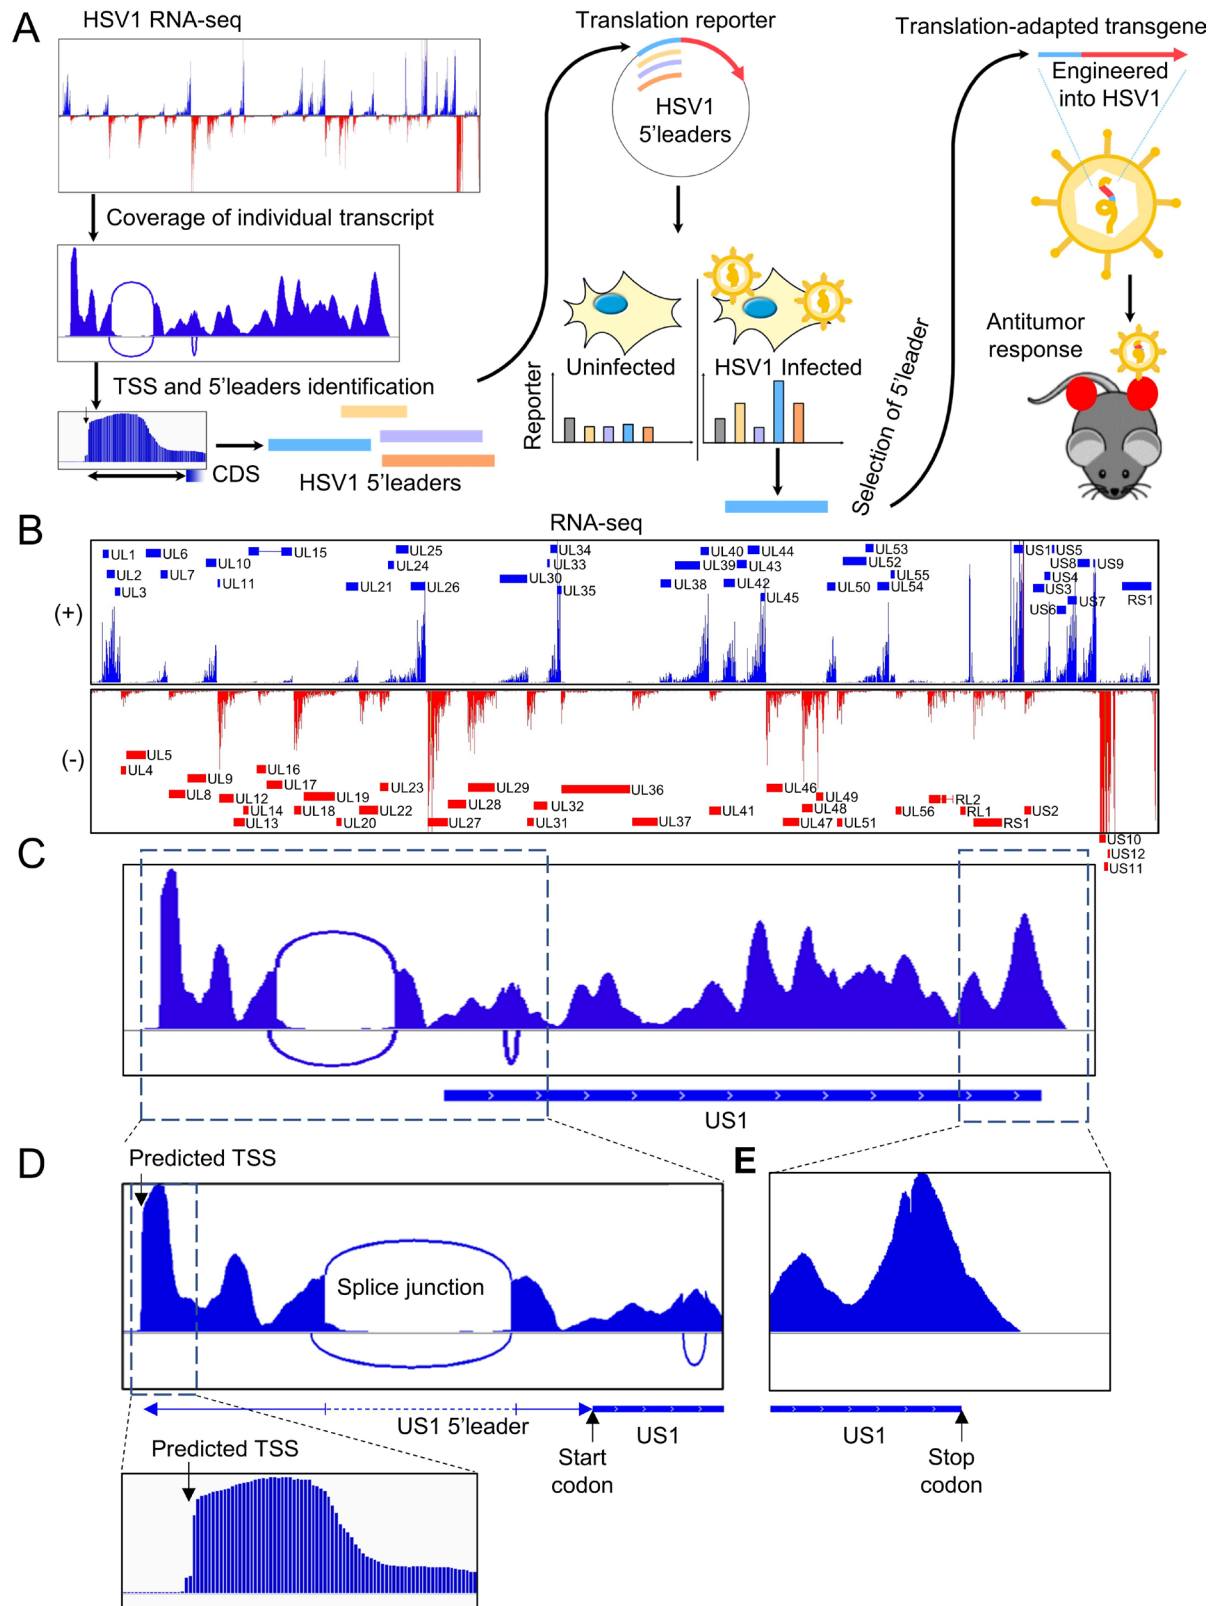 A
HSV1 RNA-seq
Coverage of individual transcript
TSS and 5'leaders identification
CDS
HSV1 5'leaders
Translation reporter
HSV1
5'leaders
Uninfected
HSV1 Infected
Reporter
Selection of 5'leader
Translation-adapted transgene
Engineered
into HSV1
Antitumor
response
B
RNA-seq
(+)
UL1
UL6
UL15
UL25
UL34
UL40
UL44
UL53
US1
US5
UL10
UL24
UL33
UL39
UL43
UL52
US8
US9
UL2
UL7
UL11
UL21
UL26
UL30
UL38
UL42
UL50
UL55
UL54
US4
US3
RS1
UL3
UL35
UL45
US6
US7
(-)
UL5
UL4
UL16
UL9
UL17
UL23
UL29
UL36
UL46
UL8
UL12
UL19
UL28
UL32
UL49
RL2
UL14
UL18
UL22
UL41
UL48
UL56
RL1
US2
UL13
UL20
UL27
UL31
UL37
UL47
UL51
RS1
US10
US12
US11
C
US1
D
Predicted TSS
Splice junction
US1 5'leader
US1
Start
codon
Predicted TSS
E
US1
Stop
codon